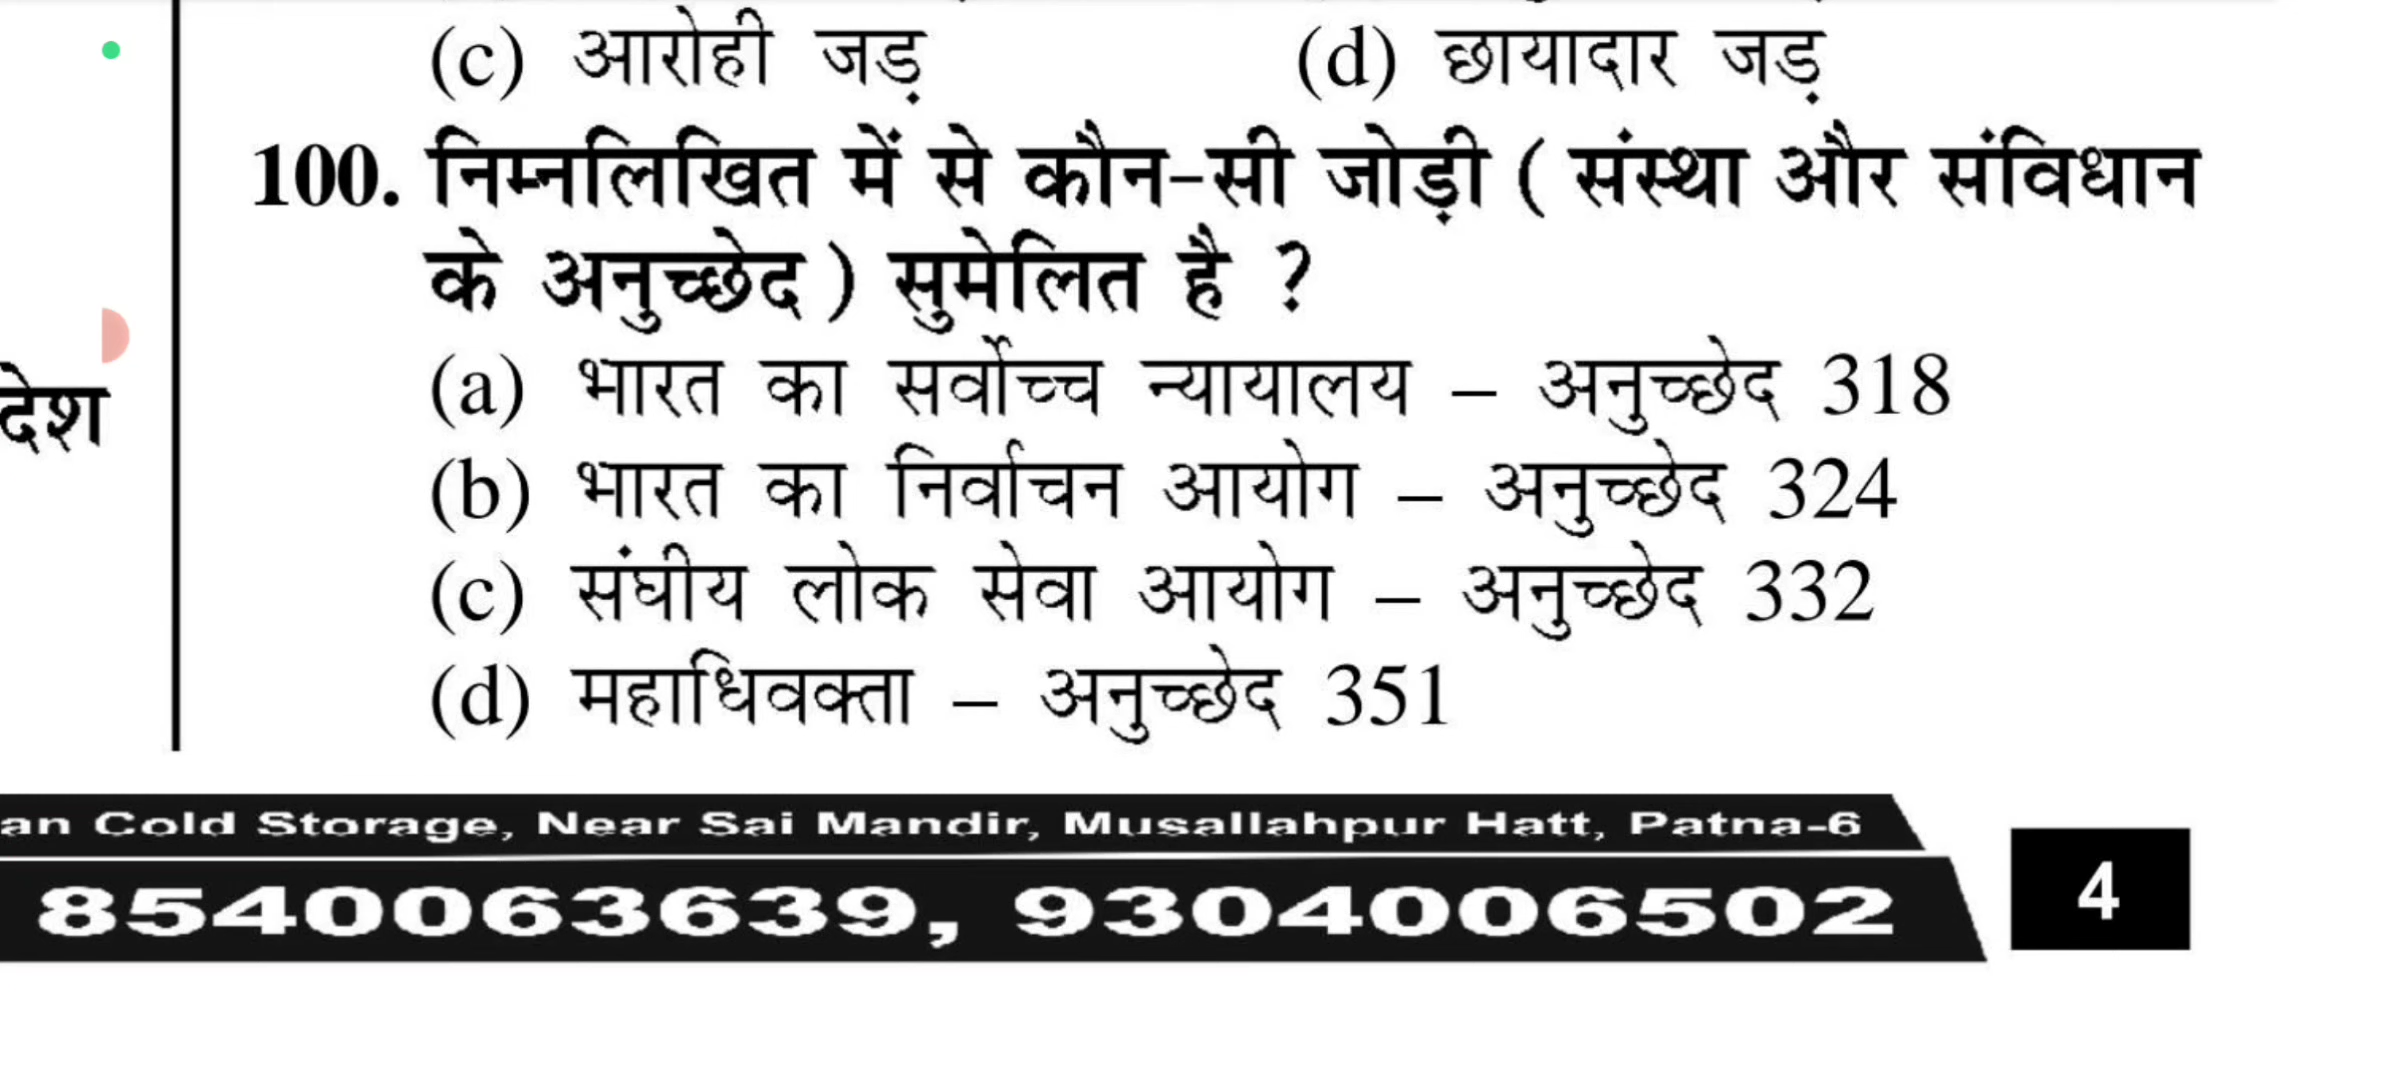 (c) आरोही जड़ (d) छायादार जड़
100. निम्नलिखित में से कौन-सी जोड़ी ( संस्था और संविधान
के अनुच्छेद ) सुमेलित है ?
(a) भारत का सर्वोच्च न्यायालय – अनुच्छेद 318
(b) भारत का निर्वाचन आयोग – अनुच्छेद 324
(c) संघीय लोक सेवा आयोग – अनुच्छेद 332
(d) महाधिवक्ता – अनुच्छेद 351
देश
an Cold Storage, Near Sai Mandir, Musallahpur Hatt, Patna-6
8540063639, 9304006502
4